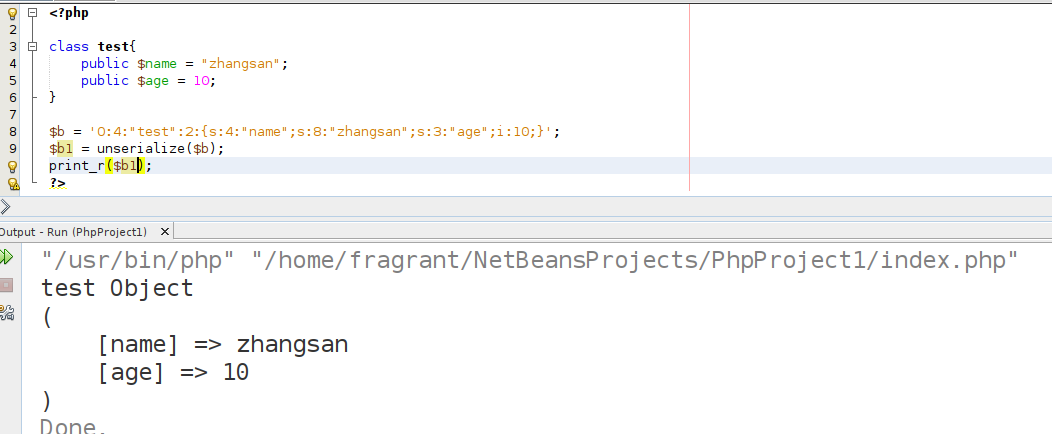 1 <?php
2
3 class test{
4     public $name = "zhangsan";
5     public $age = 10;
6 }
7
8 $b = 'O:4:"test":2:{s:4:"name";s:8:"zhangsan";s:3:"age";i:10;}';
9 $b1 = unserialize($b);
print_r($b1);
?>
Output - Run (PhpProject1) ×
"/usr/bin/php" "/home/fragrant/NetBeansProjects/PhpProject1/index.php"
test Object
(
    [name] => zhangsan
    [age] => 10
)
Done.